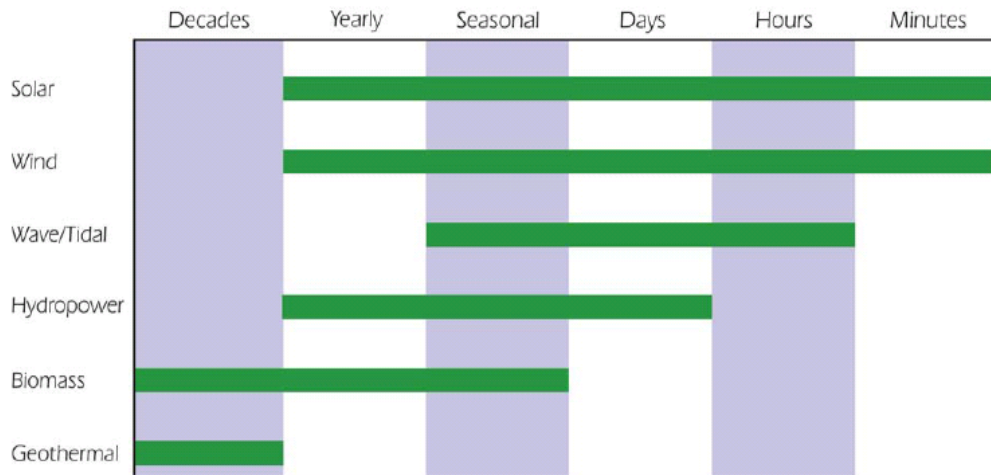 Decades Yearly Seasonal Days Hours Minutes
Solar
Wind
Wave/Tidal
Hydropower
Biomass
Geothermal